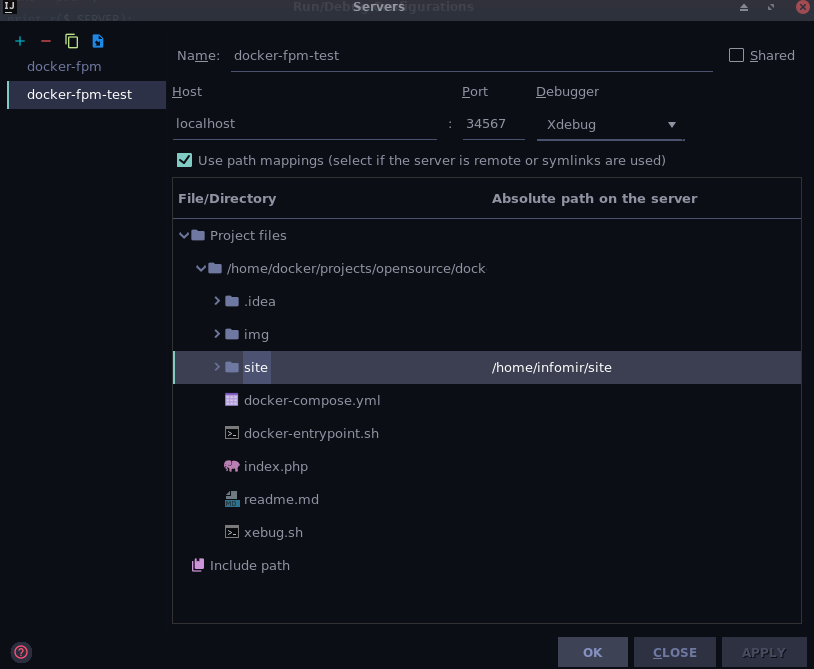 IJ
Run/Debug Configurations
Servers
docker-fpm
docker-fpm-test
Name: docker-fpm-test
Shared
Host Port Debugger
localhost : 34567 Xdebug
Use path mappings (select if the server is remote or symlinks are used)
File/Directory Absolute path on the server
Project files
/home/docker/projects/opensource/dock
.idea
img
site /home/infomir/site
docker-compose.yml
docker-entrypoint.sh
index.php
readme.md
xebug.sh
Include path
? OK CLOSE APPLY